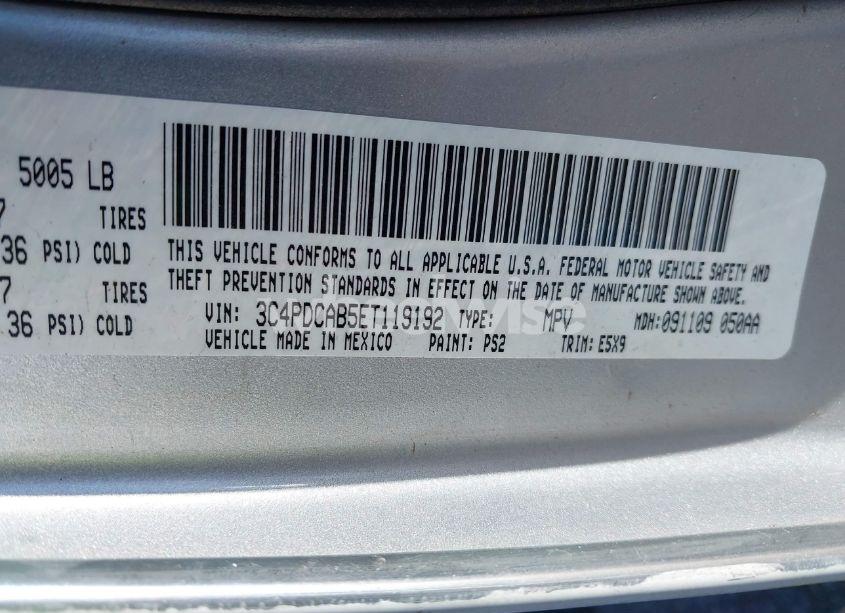 5005 LB
7 TIRES
36 PSI) COLD
7 TIRES
36 PSI) COLD
THIS VEHICLE CONFORMS TO ALL APPLICABLE U.S.A. FEDERAL MOTOR VEHICLE SAFETY AND
THEFT PREVENTION STANDARDS IN EFFECT ON THE DATE OF MANUFACTURE SHOWN ABOVE.
VIN: 3C4PDCAB5ET119192 TYPE: MPV MDH: 091109 050AA
VEHICLE MADE IN MEXICO PAINT: PS2 TRIM: E5X9